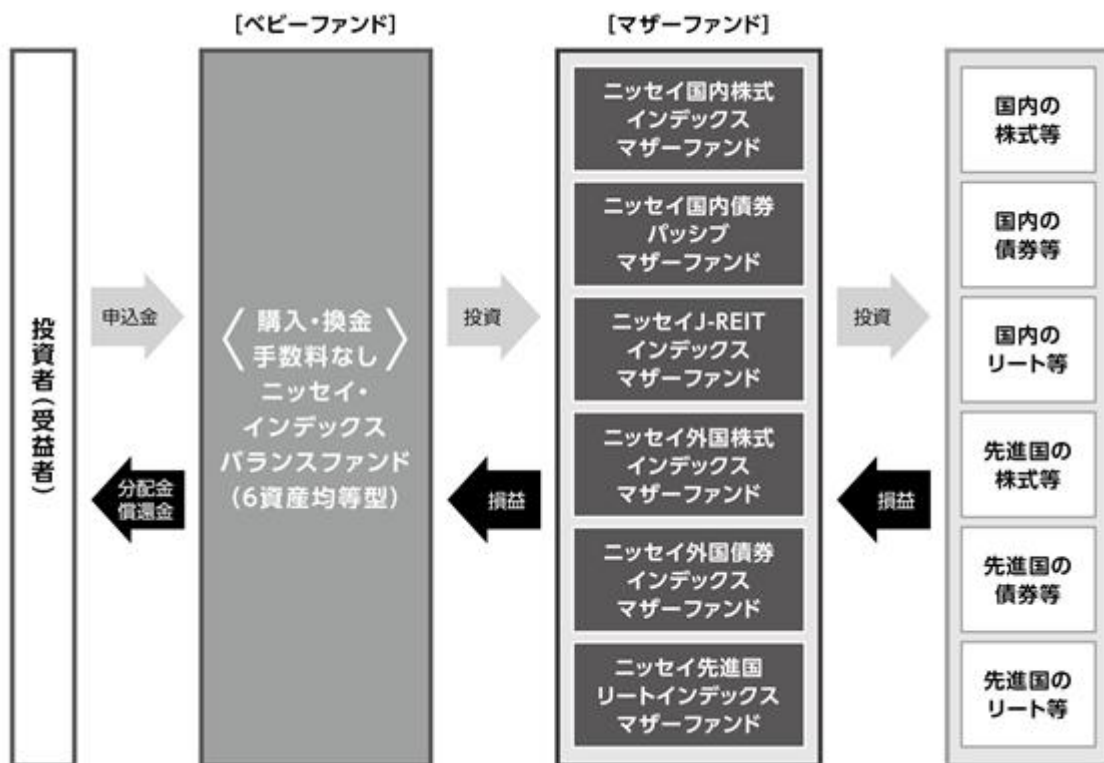 [ベビーファンド]
[マザーファンド]
投資者(受益者)
申込金
分配金
償還金
〈購入・換金
手数料なし〉
ニッセイ・
インデックス
バランスファンド
(6資産均等型)
投資
損益
ニッセイ国内株式
インデックス
マザーファンド
ニッセイ国内債券
パッシブ
マザーファンド
ニッセイJ-REIT
インデックス
マザーファンド
ニッセイ外国株式
インデックス
マザーファンド
ニッセイ外国債券
インデックス
マザーファンド
ニッセイ先進国
リートインデックス
マザーファンド
投資
損益
国内の
株式等
国内の
債券等
国内の
リート等
先進国の
株式等
先進国の
債券等
先進国の
リート等